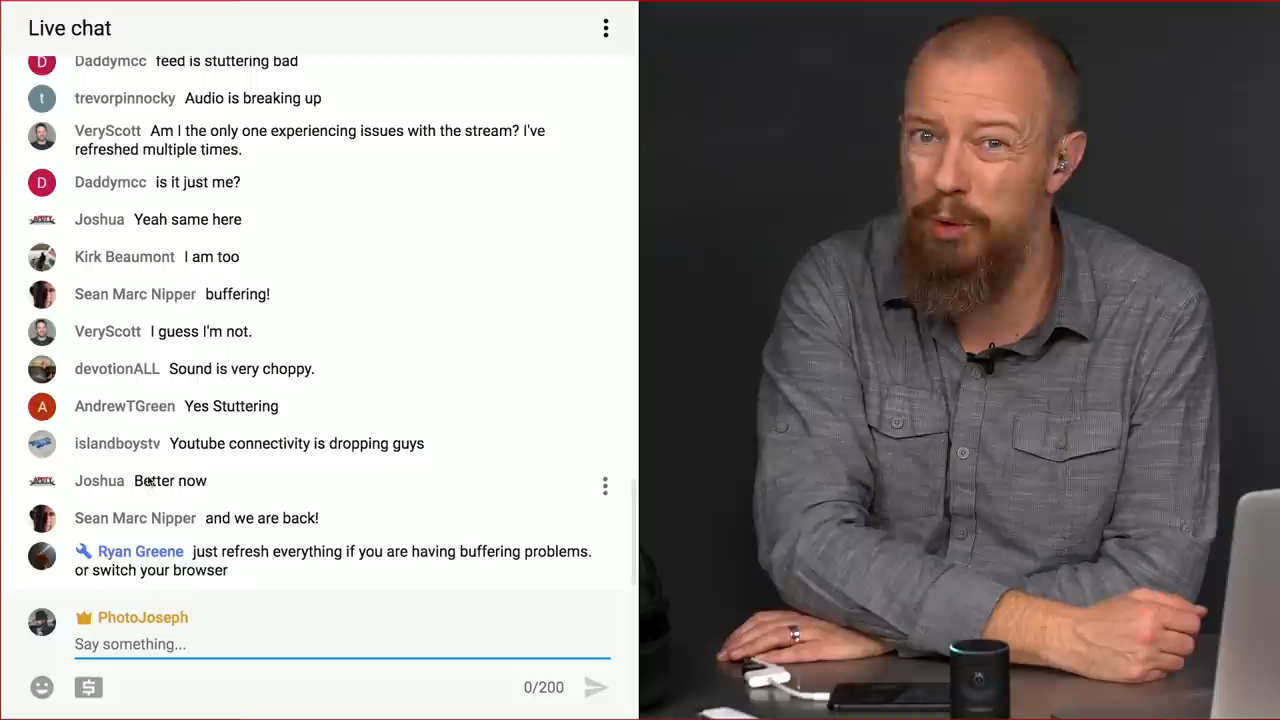 Live chat
Daddymcc feed is stuttering bad
D
t
trevorpinnocky Audio is breaking up
VeryScott Am I the only one experiencing issues with the stream? I've
refreshed multiple times.
D
Daddymcc is it just me?
Joshua Yeah same here
Kirk Beaumont I am too
Sean Marc Nipper buffering!
VeryScott I guess I'm not.
devotionALL Sound is very choppy.
A
AndrewTGreen Yes Stuttering
islandboystv Youtube connectivity is dropping guys
Joshua Better now
Sean Marc Nipper and we are back!
Ryan Greene just refresh everything if you are having buffering problems.
or switch your browser
PhotoJoseph
Say something...
$
0/200